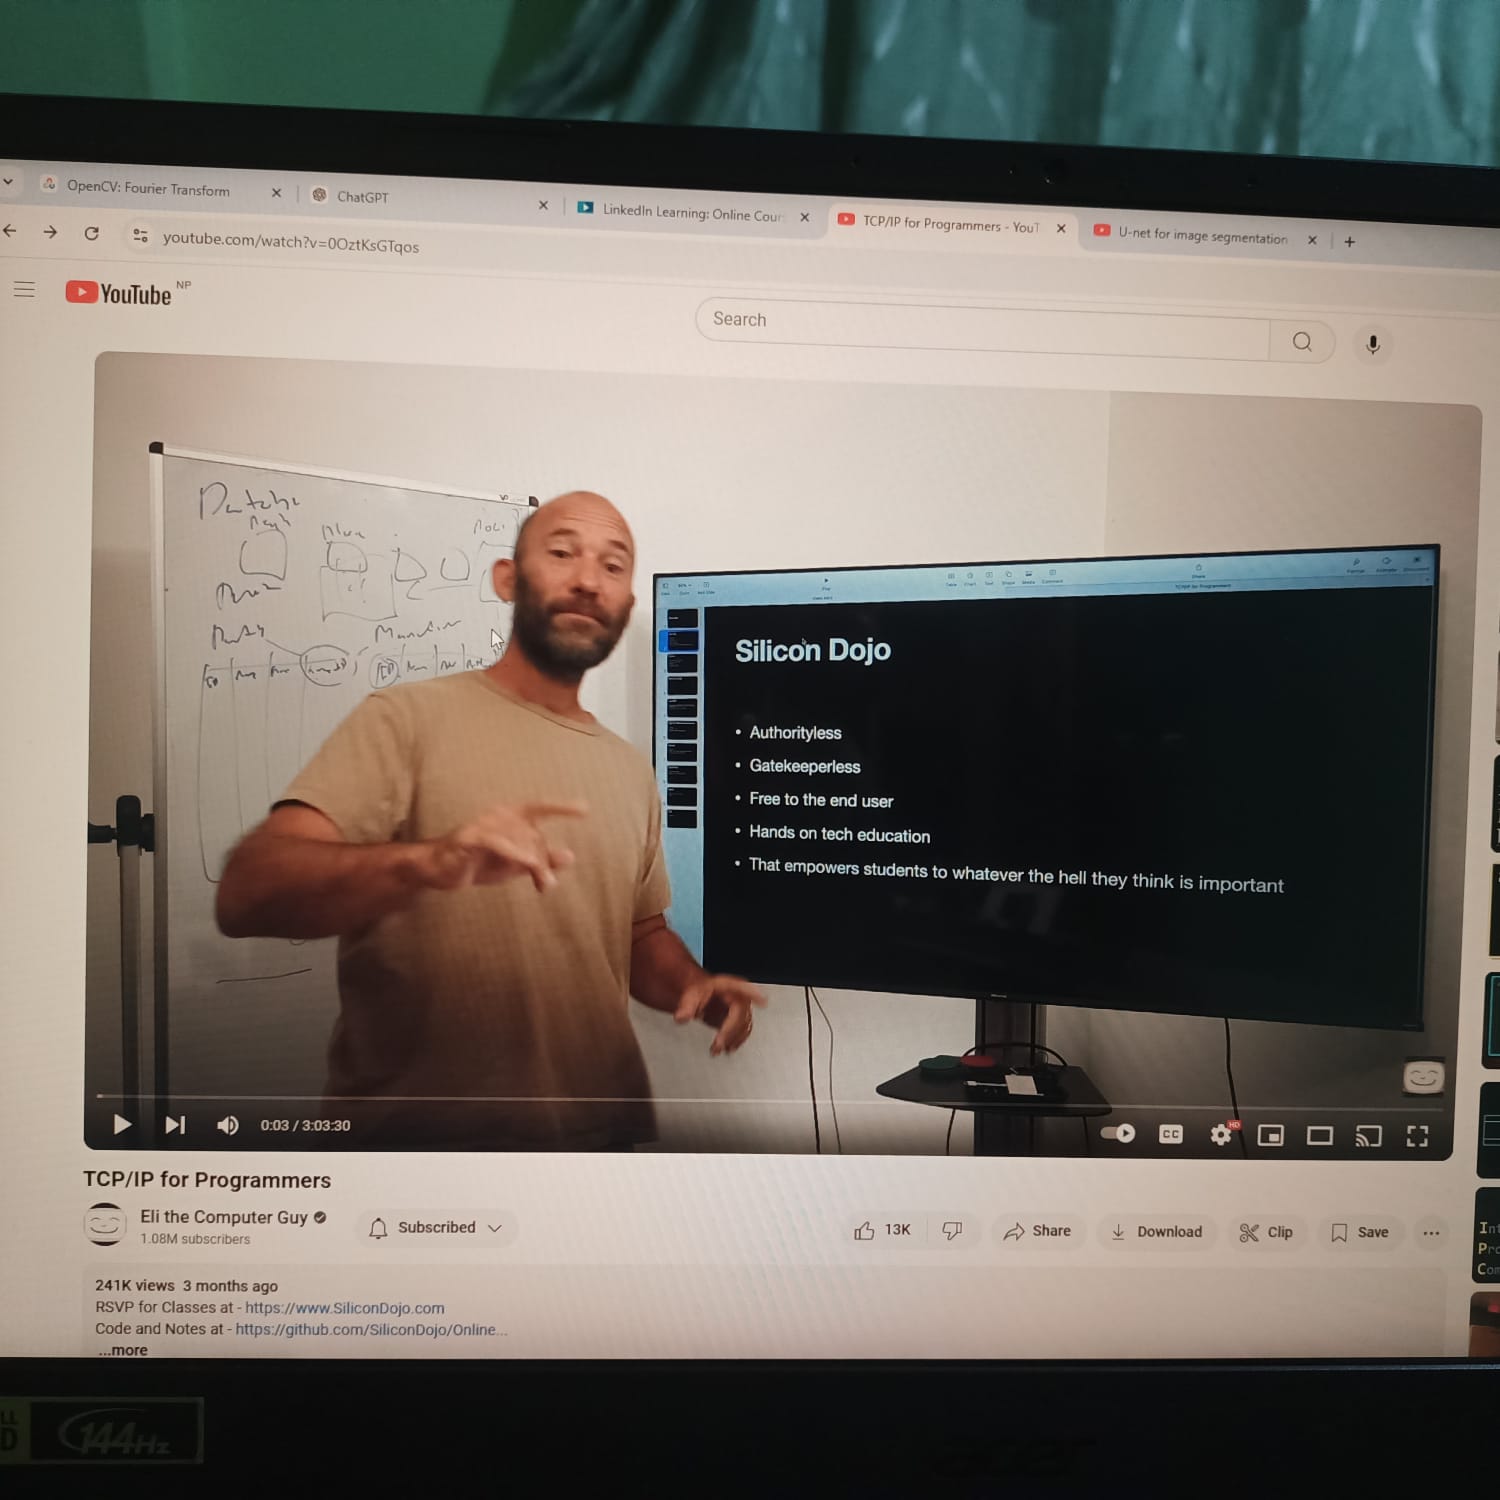 OpenCV: Fourier Transform
ChatGPT
LinkedIn Learning: Online Cour
TCP/IP for Programmers - YouT
U-net for image segmentation
youtube.com/watch?v=0OztKsGTqos
YouTube NP
Search
Silicon Dojo
• Authorityless
• Gatekeeperless
• Free to the end user
• Hands on tech education
• That empowers students to whatever the hell they think is important
0:03 / 3:03:30
CC
HD
TCP/IP for Programmers
Eli the Computer Guy
1.08M subscribers
Subscribed
13K
Share
Download
Clip
Save
241K views 3 months ago
RSVP for Classes at - https://www.SiliconDojo.com
Code and Notes at - https://github.com/SiliconDojo/Online...
...more
144Hz
acer